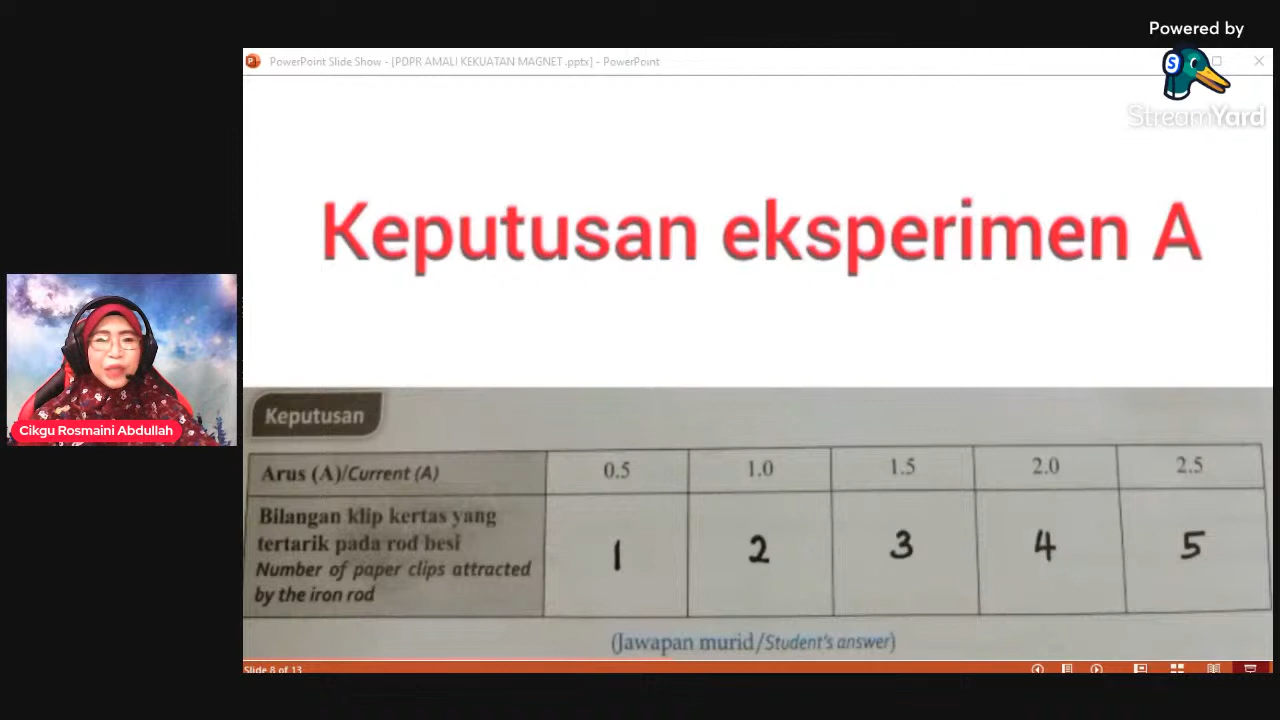 Powered by
StreamYard
PowerPoint Slide Show - [PDPR AMALI KEKUATAN MAGNET .pptx] - PowerPoint
Keputusan eksperimen A
Cikgu Rosmaini Abdullah
Keputusan
Arus (A)/Current (A) 0.5 1.0 1.5 2.0 2.5
Bilangan klip kertas yang
tertarik pada rod besi
Number of paper clips attracted
by the iron rod
1 2 3 4 5
(Jawapan murid/Student's answer)
Slide 8 of 13